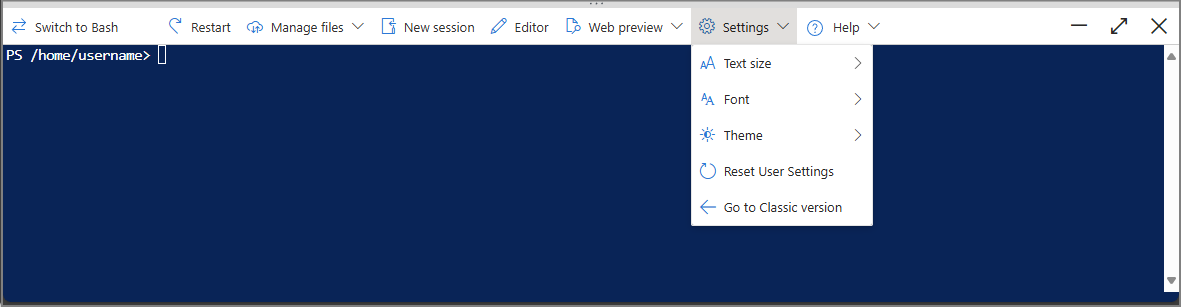 Switch to Bash Restart Manage files New session Editor Web preview Settings Help
PS /home/username>
Text size
Font
Theme
Reset User Settings
Go to Classic version